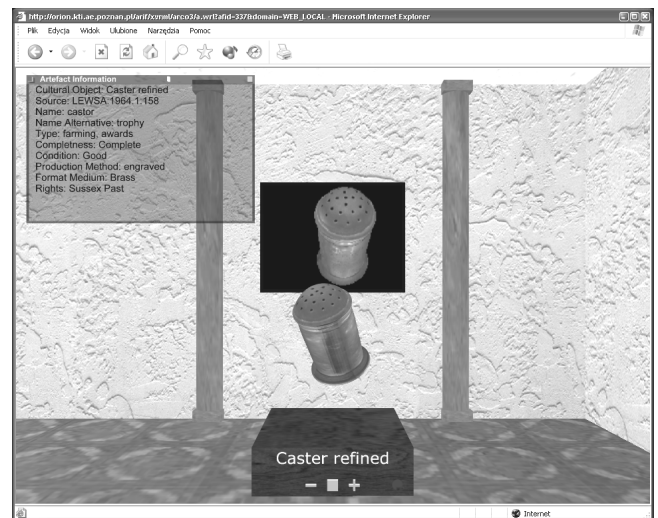 http://orion.kti.ae.poznan.pl/arif/xvrml/arco3/a.wrl?afid=337&domain=WEB_LOCAL - Microsoft Internet Explorer
Plik Edycja Widok Ulubione Narzędzia Pomoc
Artefact Information
Cultural Object: Caster refined
Source: LEWSA:1964.1.158
Name: castor
Name Alternative: trophy
Type: farming, awards
Completness: Complete
Condition: Good
Production Method: engraved
Format Medium: Brass
Rights: Sussex Past
Caster refined
Internet